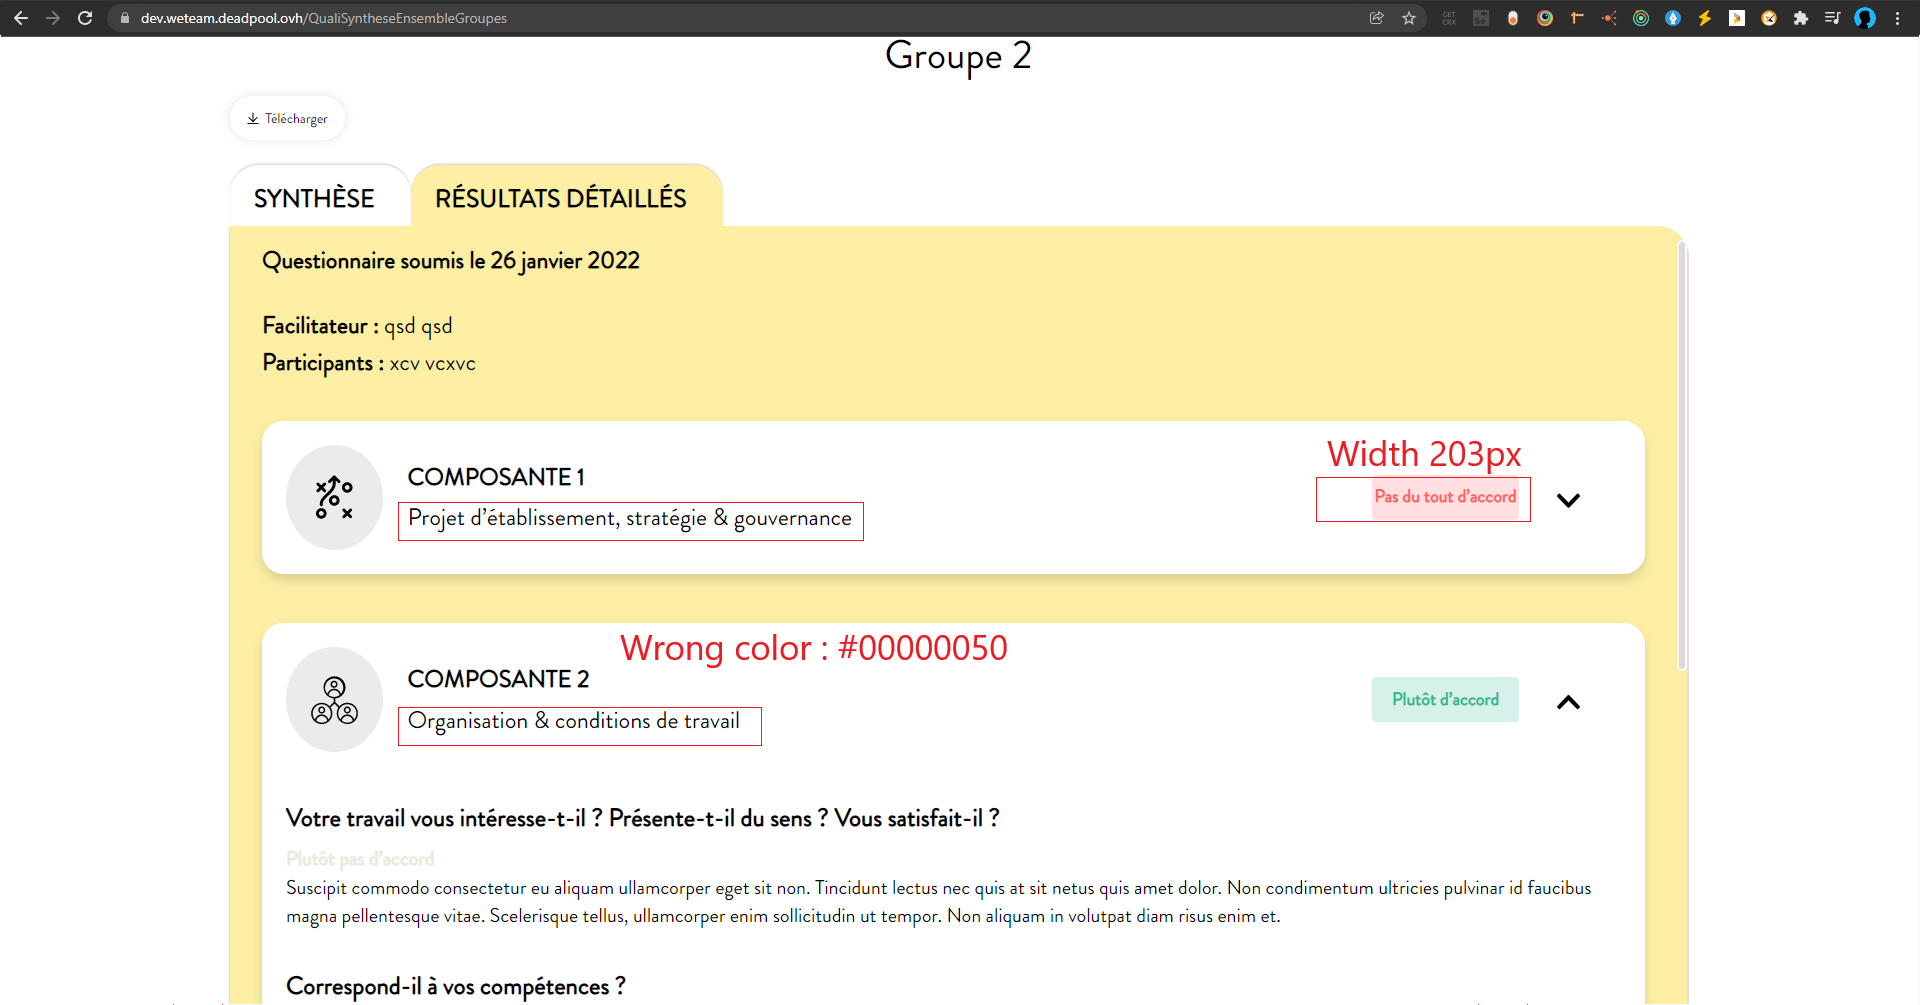 dev.weteam.deadpool.ovh/QualiSyntheseEnsembleGroupes
GET
CRX
Se
Groupe 2
Télécharger
SYNTHÈSE
RÉSULTATS DÉTAILLÉS
Questionnaire soumis le 26 janvier 2022
Facilitateur : qsd qsd
Participants : xcv vcxvc
Width 203px
COMPOSANTE 1
Pas du tout d’accord
Projet d’établissement, stratégie & gouvernance
Wrong color : #00000050
COMPOSANTE 2
Plutôt d’accord
Organisation & conditions de travail
Votre travail vous intéresse-t-il ? Présente-t-il du sens ? Vous satisfait-il ?
Plutôt pas d’accord
Suscipit commodo consectetur eu aliquam ullamcorper eget sit non. Tincidunt lectus nec quis at sit netus quis amet dolor. Non condimentum ultricies pulvinar id faucibus
magna pellentesque vitae. Scelerisque tellus, ullamcorper enim sollicitudin ut tempor. Non aliquam in volutpat diam risus enim et.
Correspond-il à vos compétences ?